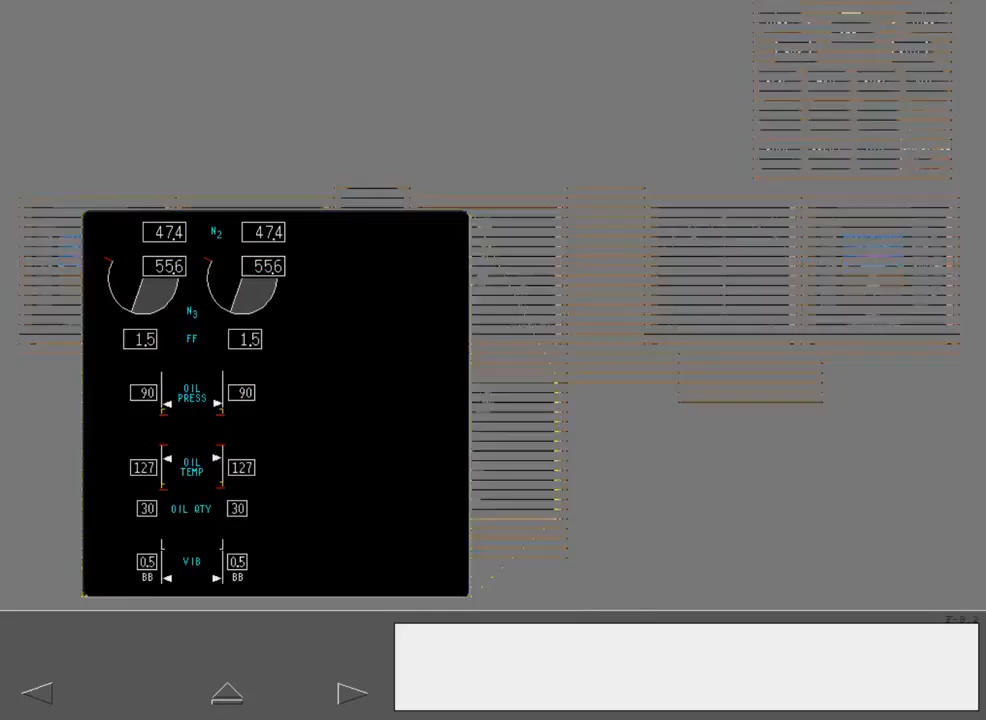 47.4 N2 47.4
55.6 55.6
N3
1.5 FF 1.5
90 OIL PRESS 90
127 OIL TEMP 127
30 OIL QTY 30
0.5 VIB 0.5
BB BB